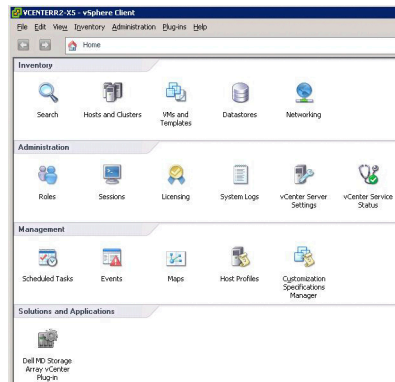 VCENTERR2-X5 - vSphere Client
File Edit View Inventory Administration Plug-ins Help
Home
Inventory
Search
Hosts and Clusters
VMs and
Templates
Datastores
Networking
Administration
Roles
Sessions
Licensing
System Logs
vCenter Server
Settings
vCenter Service
Status
Management
Scheduled Tasks
Events
Maps
Host Profiles
Customization
Specifications
Manager
Solutions and Applications
Dell MD Storage
Array vCenter
Plug-in